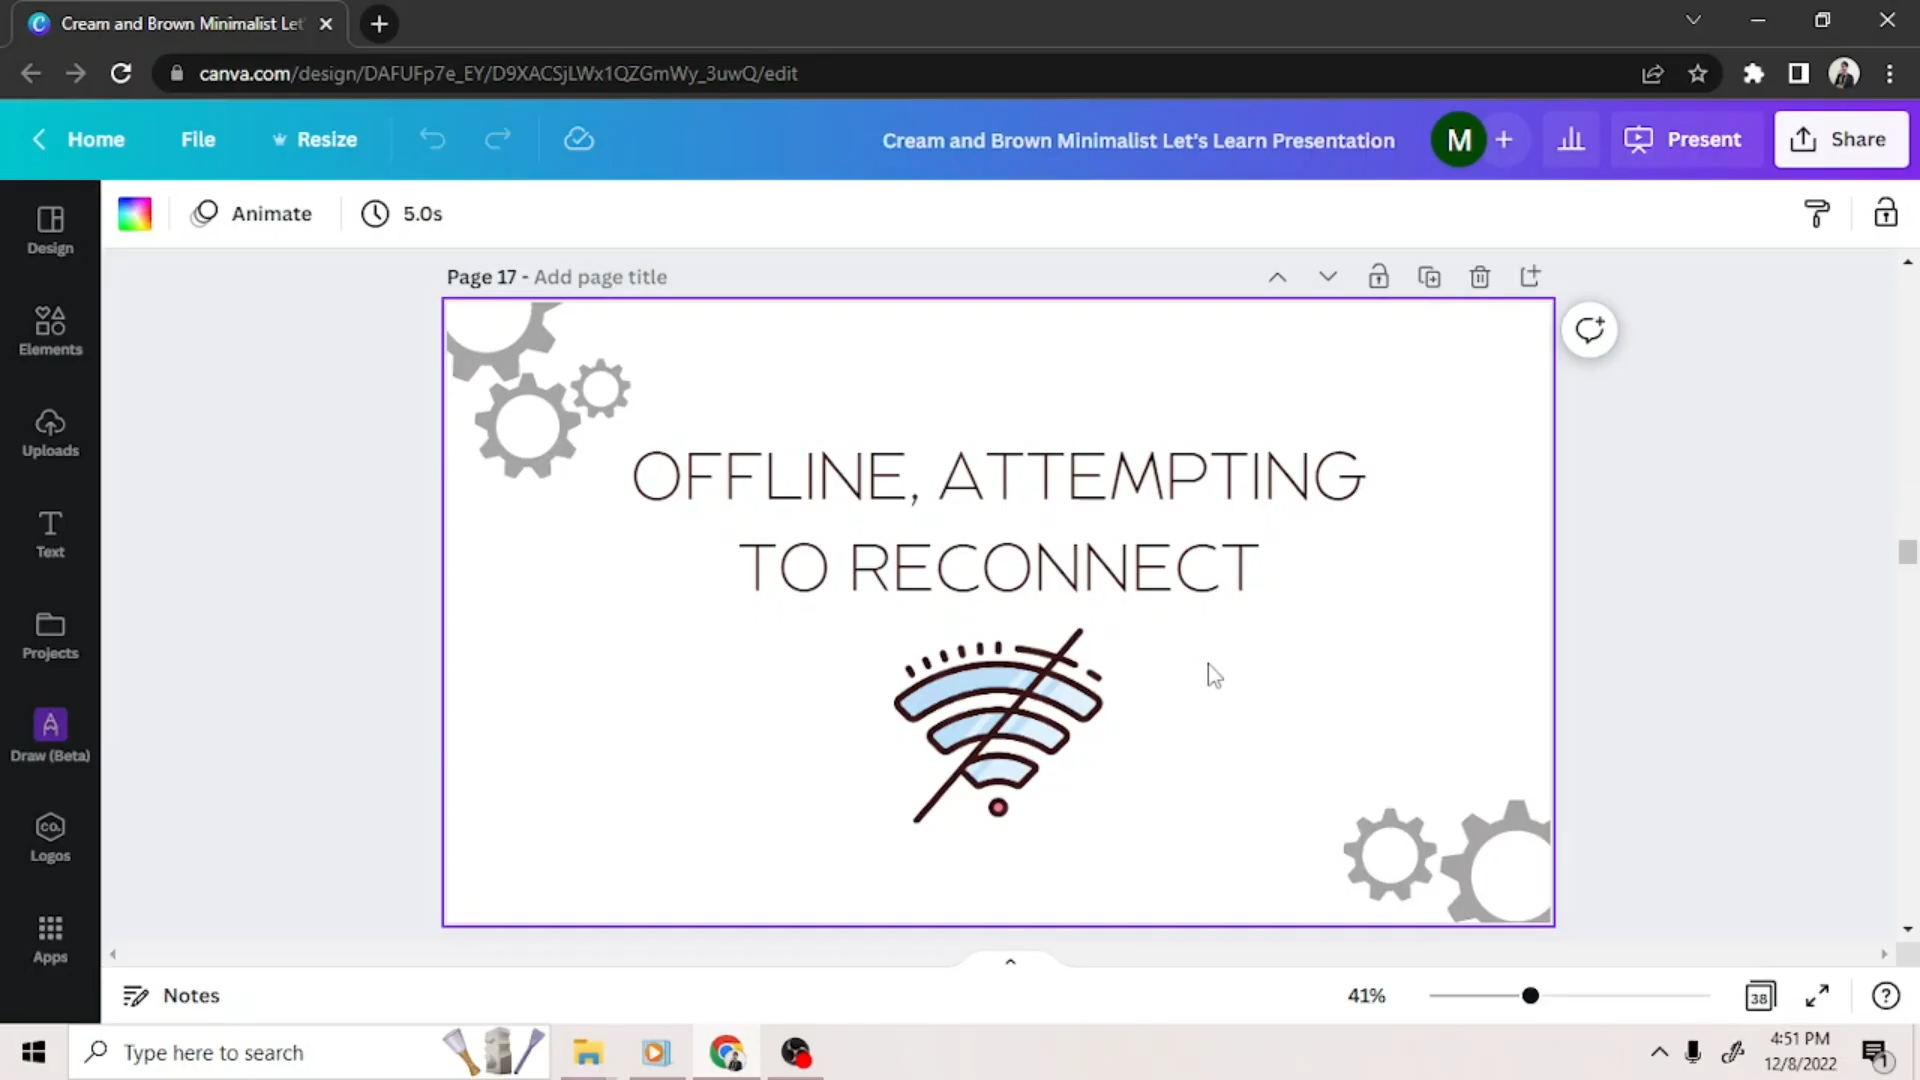 Cream and Brown Minimalist Let'
canva.com/design/DAFUFp7e_EY/D9XACSjLWx1QZGmWy_3uwQ/edit
Home
File
Resize
Cream and Brown Minimalist Let's Learn Presentation
M
Present
Share
Animate
5.0s
Design
Elements
Uploads
Text
Projects
Draw (Beta)
CO.
Logos
Apps
Page 17 - Add page title
OFFLINE, ATTEMPTING
TO RECONNECT
Notes
41%
38
Type here to search
4:51 PM
12/8/2022
1